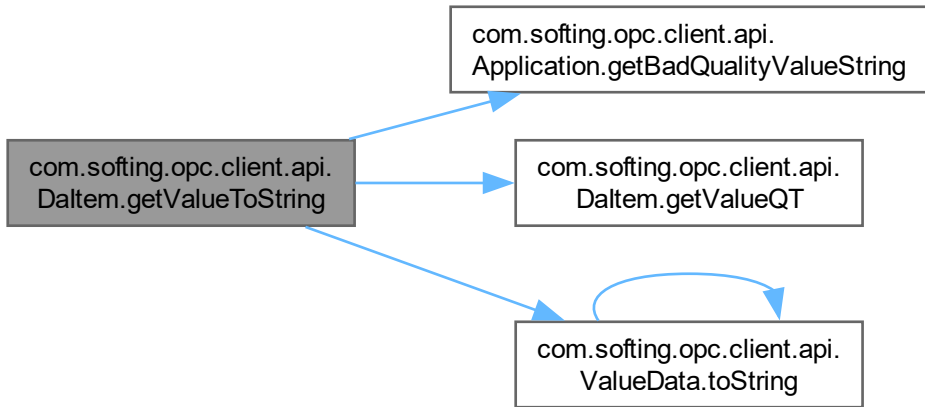 com.softing.opc.client.api.
Application.getBadQualityValueString
com.softing.opc.client.api.
DaItem.getValueToString
com.softing.opc.client.api.
DaItem.getValueQT
com.softing.opc.client.api.
ValueData.toString